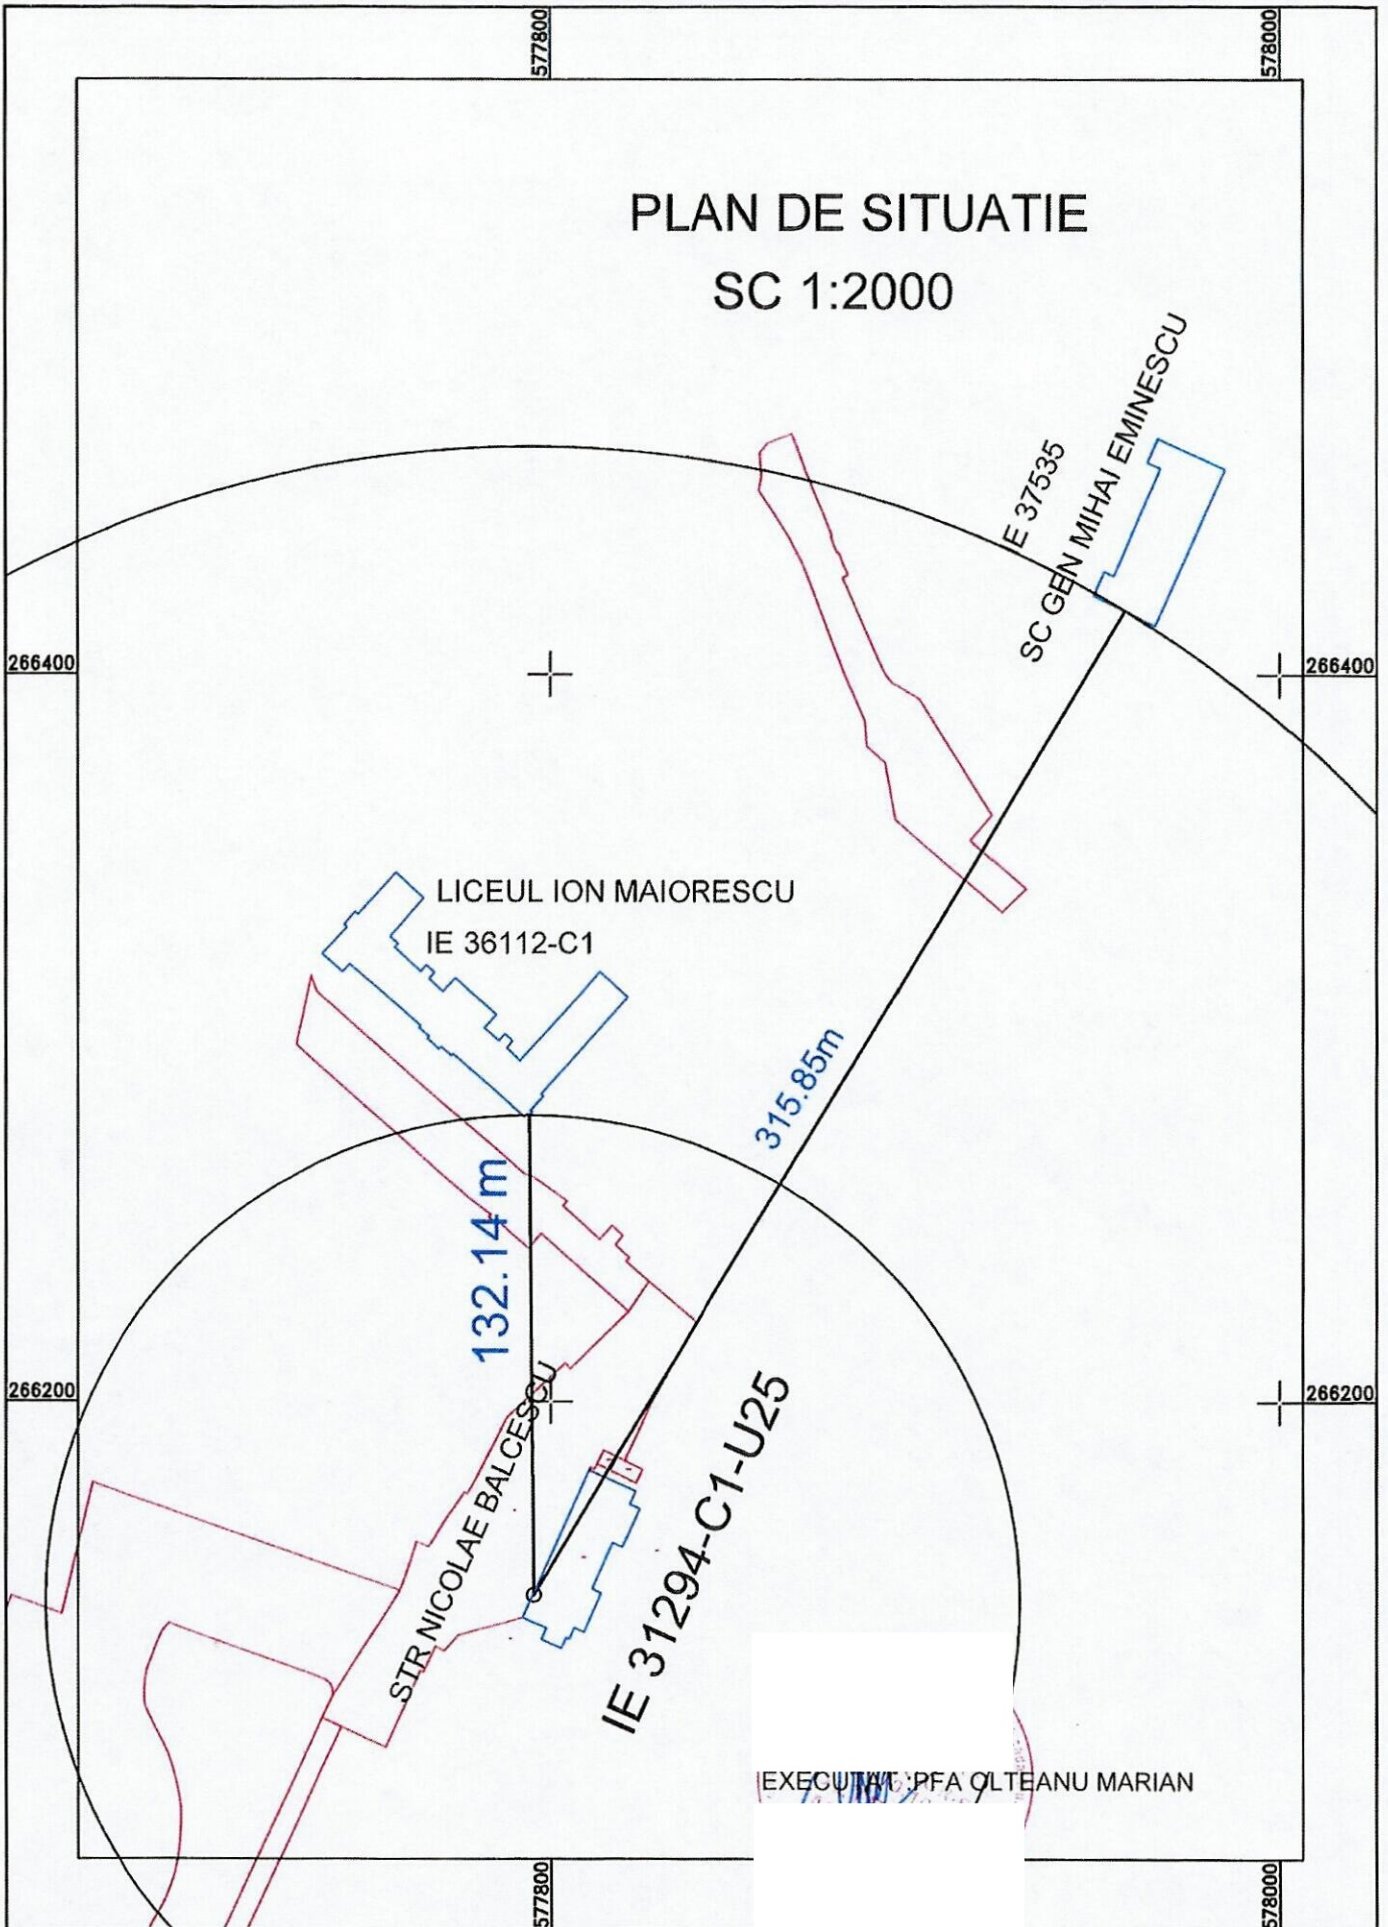 577800
578000
PLAN DE SITUATIE
SC 1:2000
SC GEN MIHAI EMINESCU
IE 37535
266400
266400
LICEUL ION MAIORESCU
IE 36112-C1
315.85m
132.14 m
266200
266200
STR NICOLAE BALCESCU
IE 31294-C1-U25
EXECUTAT :PFA OLTEANU MARIAN
577800
578000